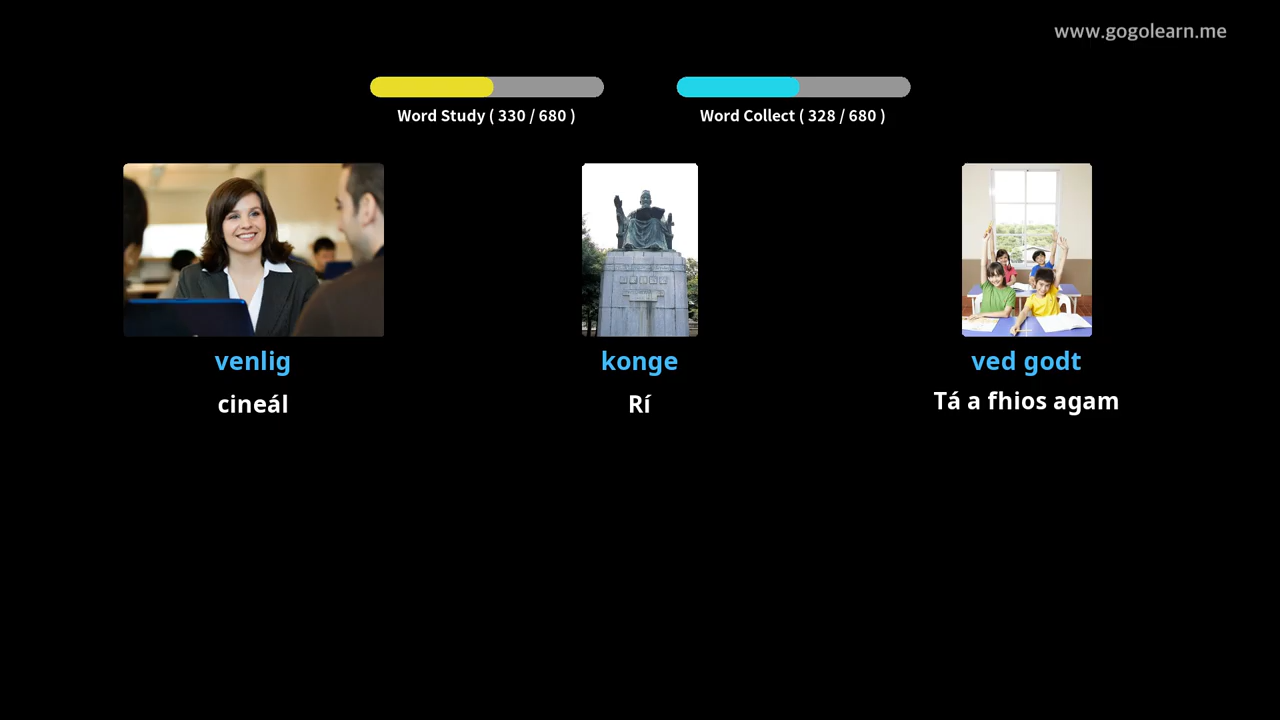 www.gogolearn.me
Word Study ( 330 / 680 )
Word Collect ( 328 / 680 )
venlig
konge
ved godt
cineál
Rí
Tá a fhios agam